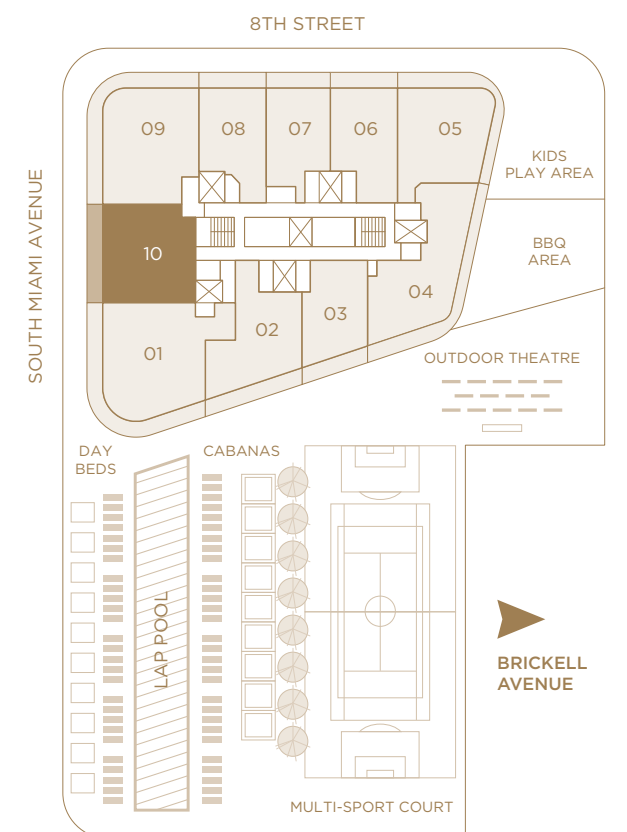 8TH STREET
SOUTH MIAMI AVENUE
09
08
07
06
05
KIDS
PLAY AREA
10
BBQ
AREA
04
03
02
01
OUTDOOR THEATRE
DAY
BEDS
CABANAS
LAP POOL
BRICKELL
AVENUE
MULTI-SPORT COURT